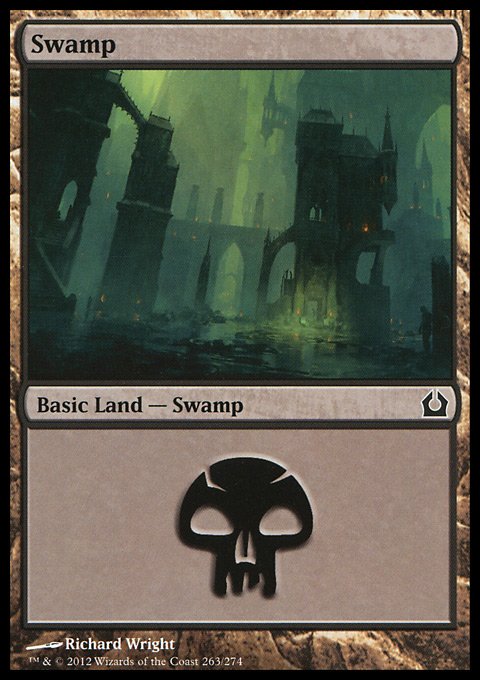 Swamp
Basic Land — Swamp
Richard Wright
™ & © 2012 Wizards of the Coast 263/274